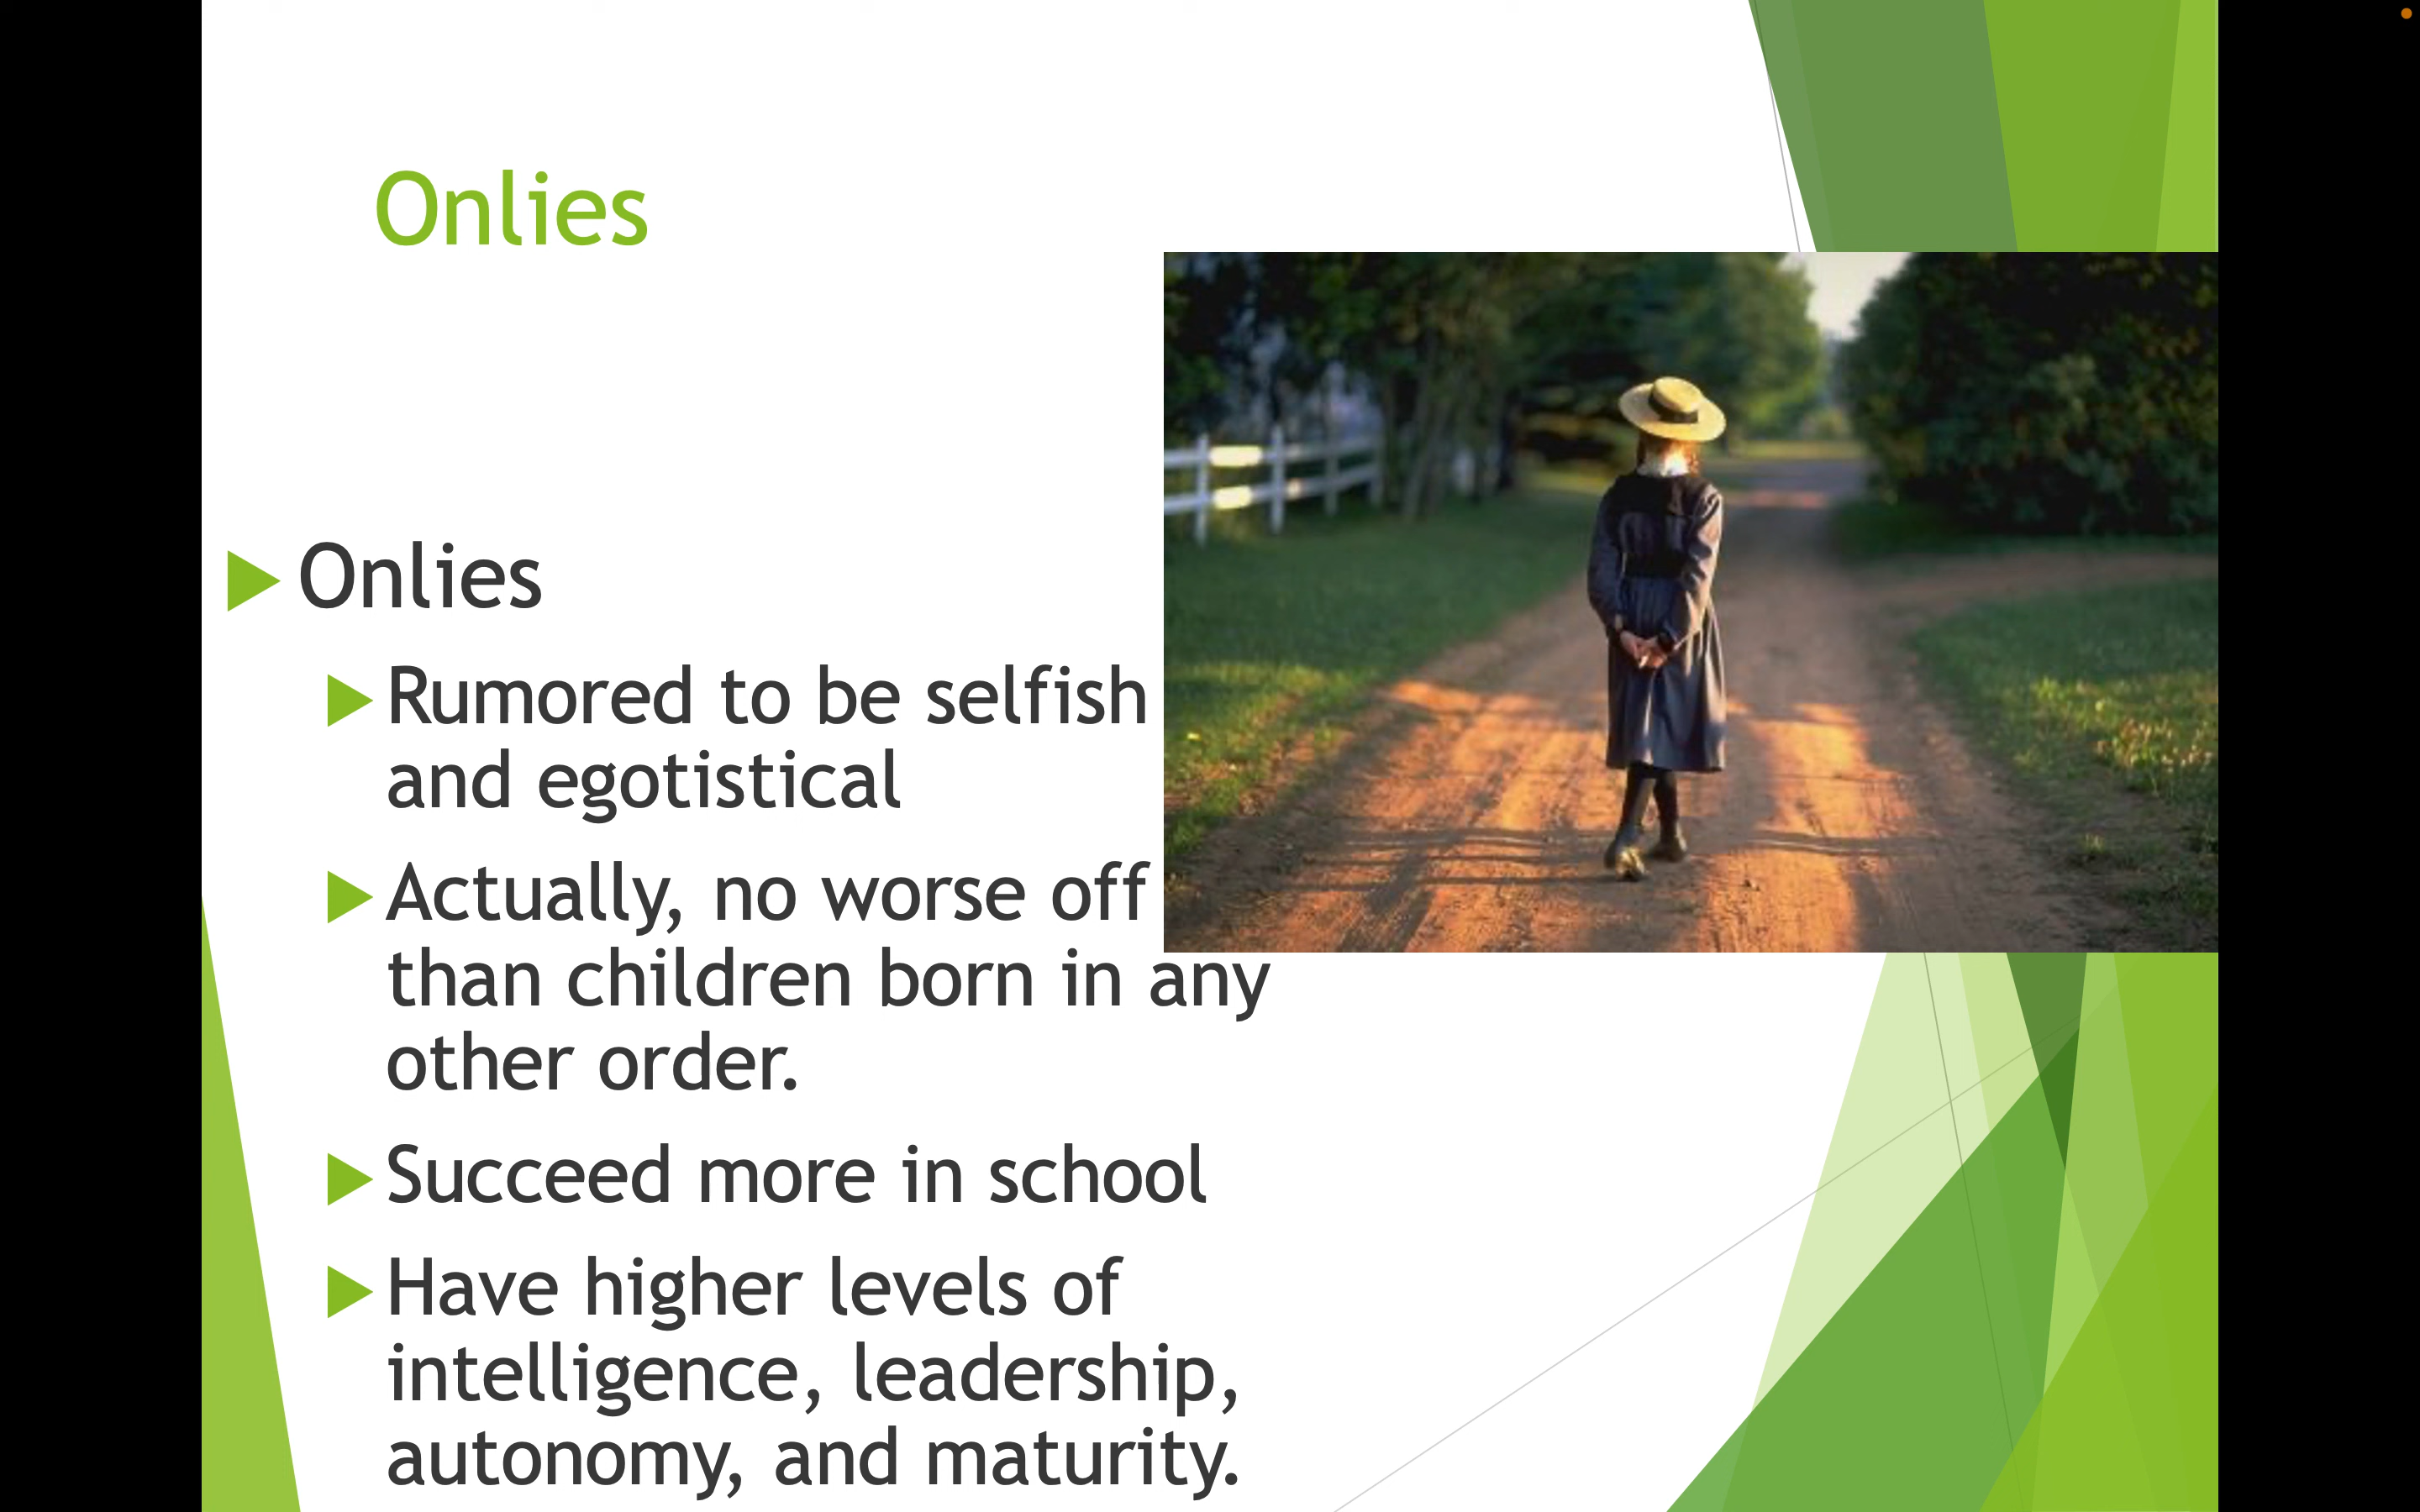 Onlies
Onlies
Rumored to be selfish
and egotistical
Actually, no worse off
than children born in any
other order.
Succeed more in school
Have higher levels of
intelligence, leadership,
autonomy, and maturity.